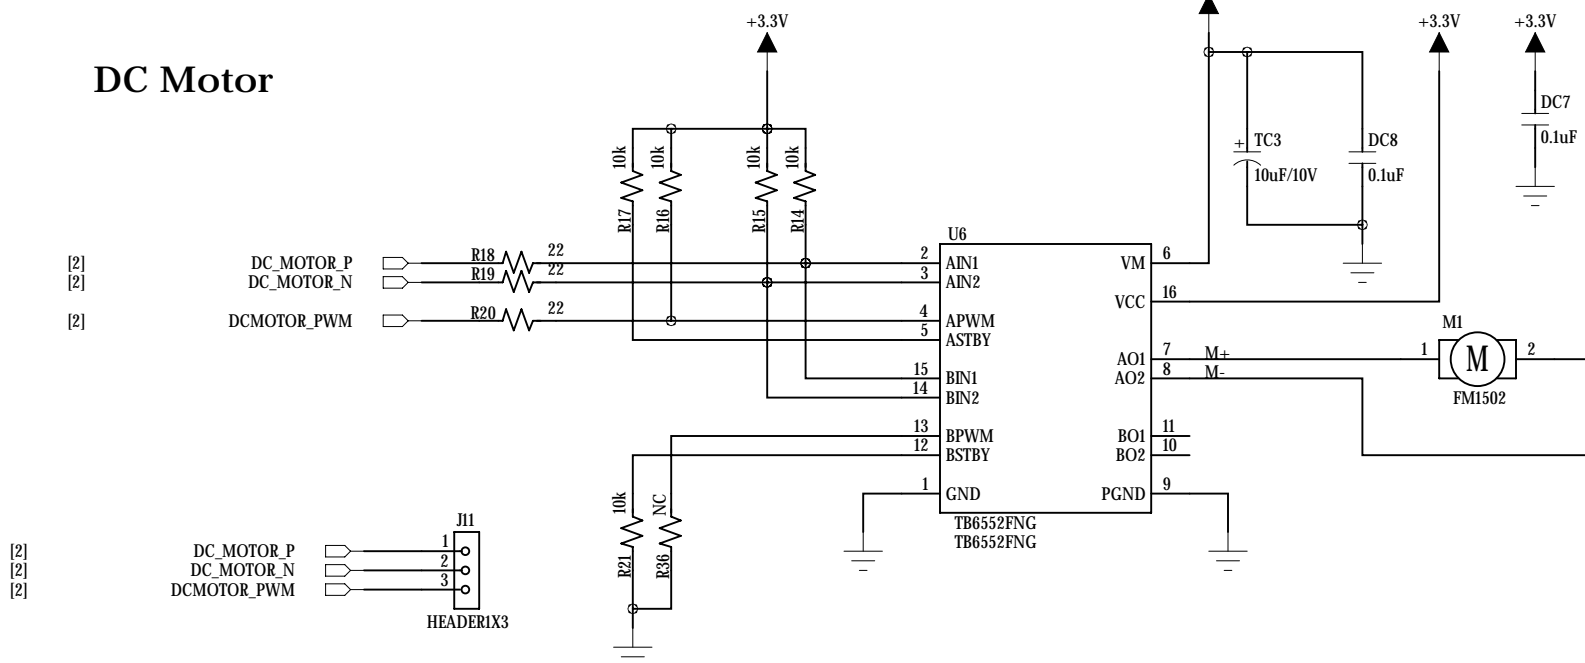 DC Motor
+3.3V
+3.3V
+3.3V
10k
R17
10k
R16
10k
R15
10k
R14
TC3
10uF/10V
DC8
0.1uF
DC7
0.1uF
[2] DC_MOTOR_P R18 22
[2] DC_MOTOR_N R19 22
[2] DCMOTOR_PWM R20 22
U6
2 AIN1 VM 6
3 AIN2
VCC 16
4 APWM
5 ASTBY
AO1 7 M+
15 BIN1 AO2 8 M-
14 BIN2
13 BPWM BO1 11
12 BSTBY BO2 10
1 GND PGND 9
TB6552FNG
TB6552FNG
M1
1 M 2
FM1502
10k
R21
NC
R36
J11
[2] DC_MOTOR_P 1
[2] DC_MOTOR_N 2
[2] DCMOTOR_PWM 3
HEADER1X3